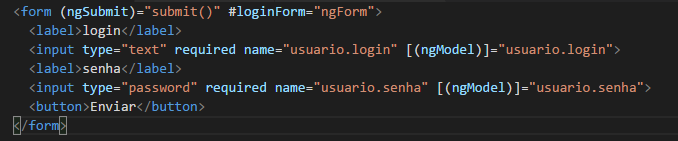 <form (ngSubmit)="submit()" #loginForm="ngForm">
<label>login</label>
<input type="text" required name="usuario.login" [(ngModel)]="usuario.login">
<label>senha</label>
<input type="password" required name="usuario.senha" [(ngModel)]="usuario.senha">
<button>Enviar</button>
</form>